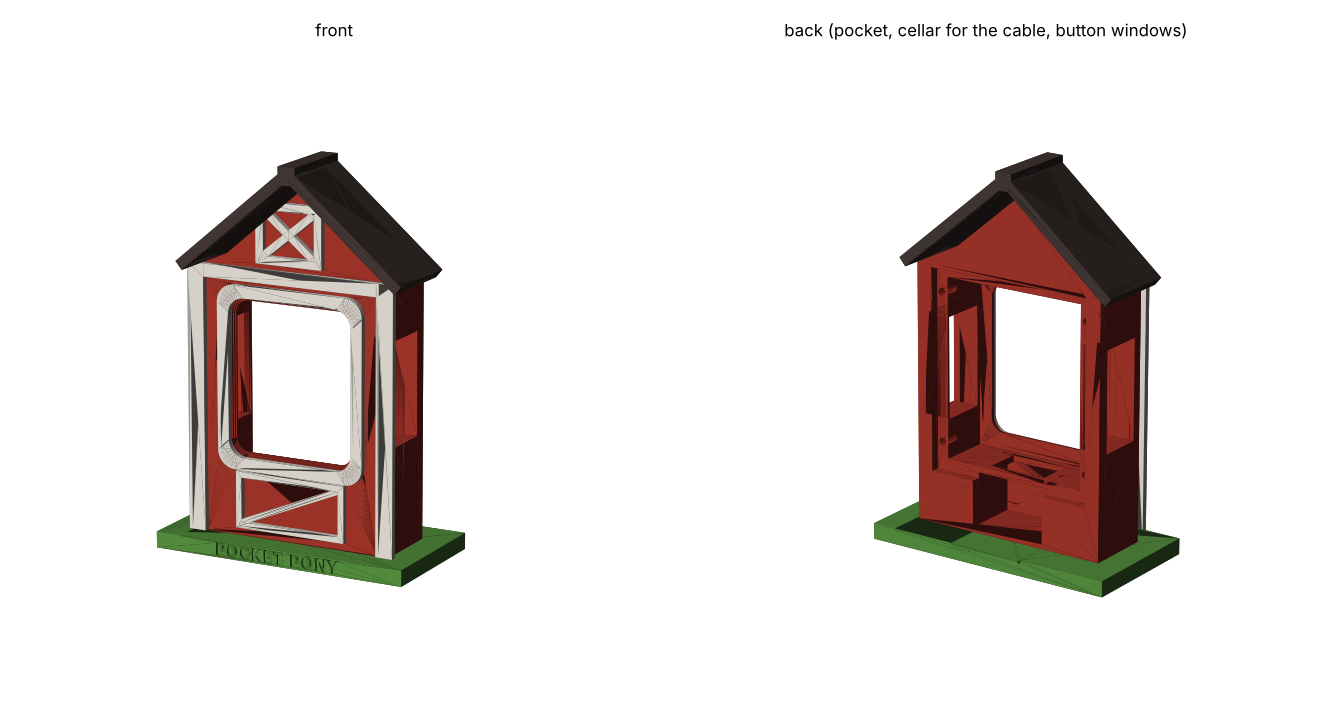 front
back (pocket, cellar for the cable, button windows)
POCKET PONY